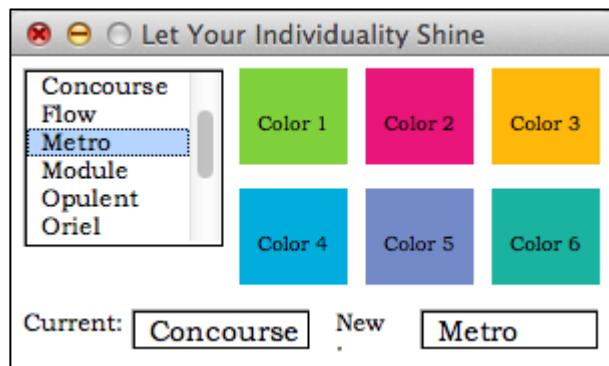 Let Your Individuality Shine
Concourse
Flow
Metro
Module
Opulent
Oriel
Color 1 Color 2 Color 3
Color 4 Color 5 Color 6
Current: Concourse New Metro